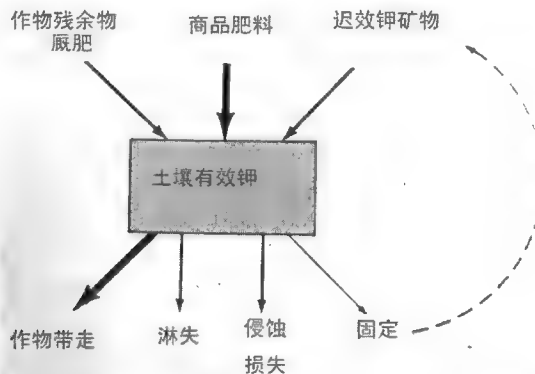 作物残余物
厩肥
商品肥料
迟效钾矿物
土壤有效钾
作物带走
淋失
侵蚀
损失
固定